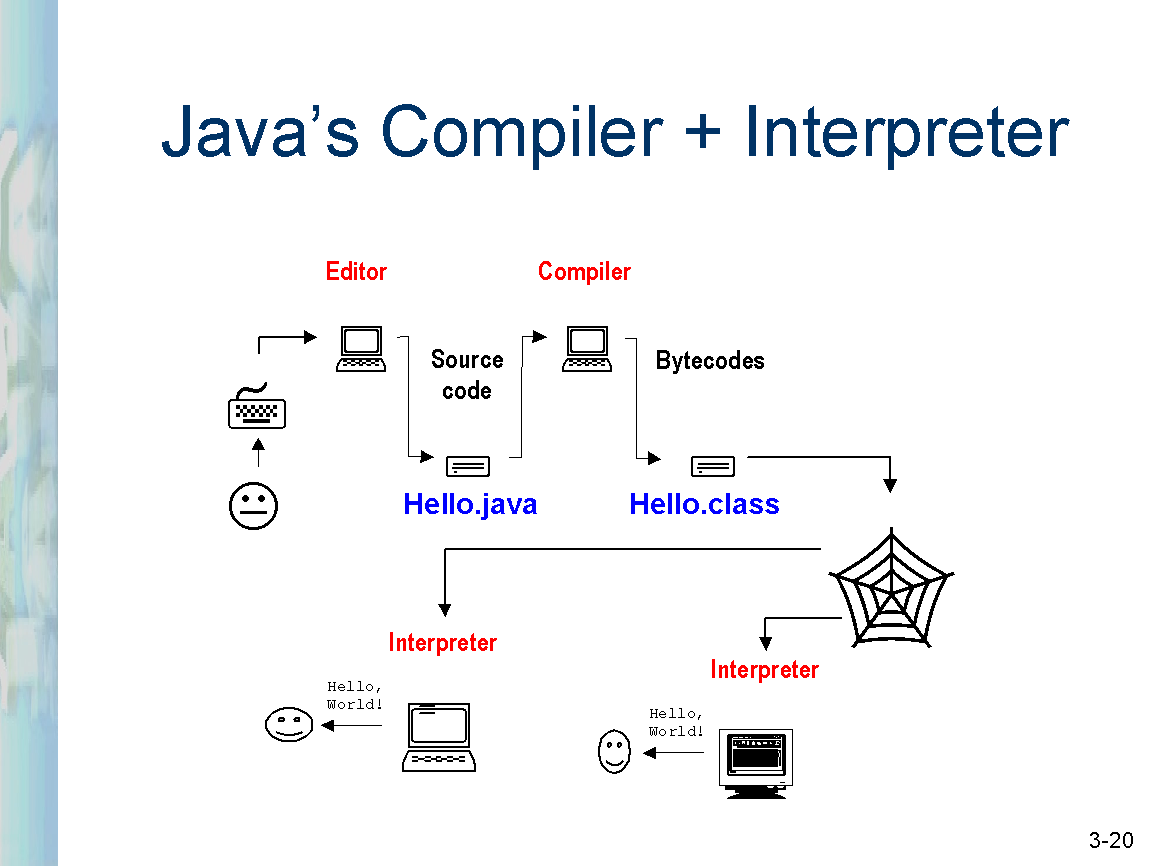 Java’s Compiler + Interpreter
Editor
Compiler
Source
code
Bytecodes
Hello.java
Hello.class
Interpreter
Interpreter
Hello,
World!
Hello,
World!
3-20